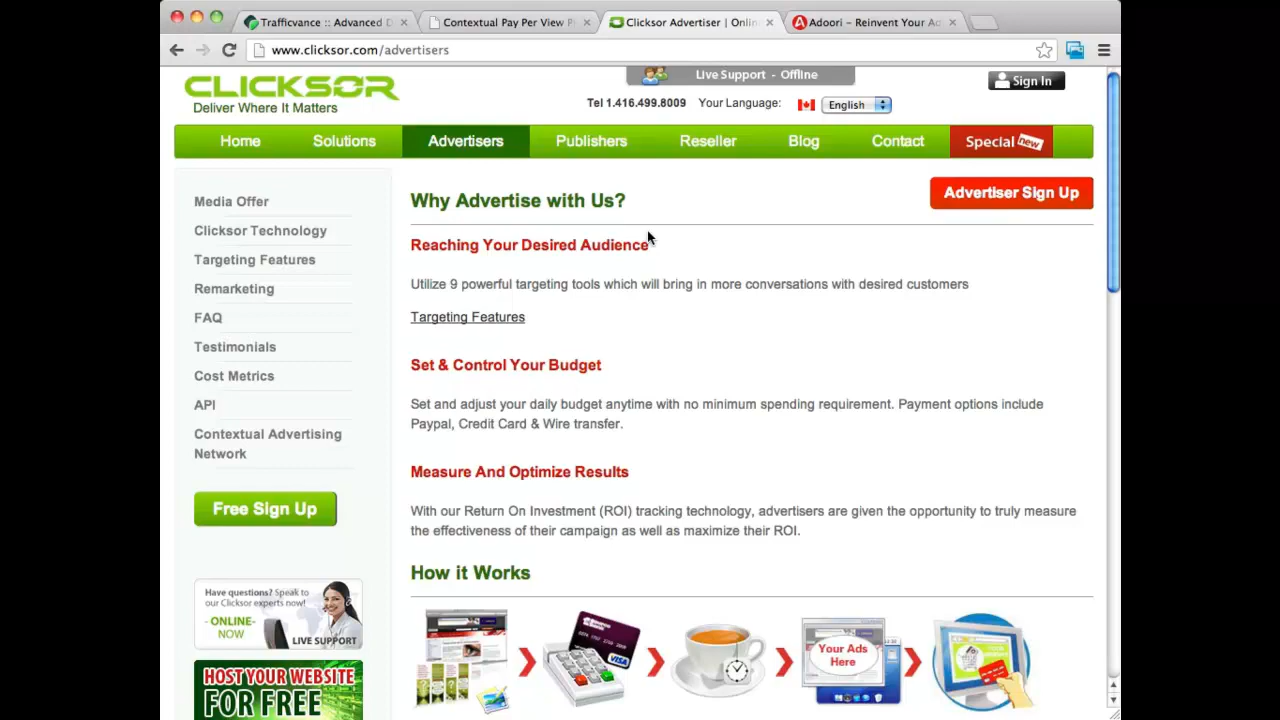 Trafficvance :: Advanced D
Contextual Pay Per View P
Clicksor Advertiser | Onlin
Adoori – Reinvent Your Ad
www.clicksor.com/advertisers
CLICKSOR
Deliver Where It Matters
Live Support - Offline
Sign In
Tel 1.416.499.8009 Your Language: English
Home Solutions Advertisers Publishers Reseller Blog Contact Special new
Media Offer
Clicksor Technology
Targeting Features
Remarketing
FAQ
Testimonials
Cost Metrics
API
Contextual Advertising
Network
Free Sign Up
Have questions? Speak to
our Clicksor experts now!
- ONLINE-
NOW
LIVE SUPPORT
HOST YOUR WEBSITE
FOR FREE
Why Advertise with Us?
Advertiser Sign Up
Reaching Your Desired Audience
Utilize 9 powerful targeting tools which will bring in more conversations with desired customers
Targeting Features
Set & Control Your Budget
Set and adjust your daily budget anytime with no minimum spending requirement. Payment options include
Paypal, Credit Card & Wire transfer.
Measure And Optimize Results
With our Return On Investment (ROI) tracking technology, advertisers are given the opportunity to truly measure
the effectiveness of their campaign as well as maximize their ROI.
How it Works
VISA
Your Ads
Here